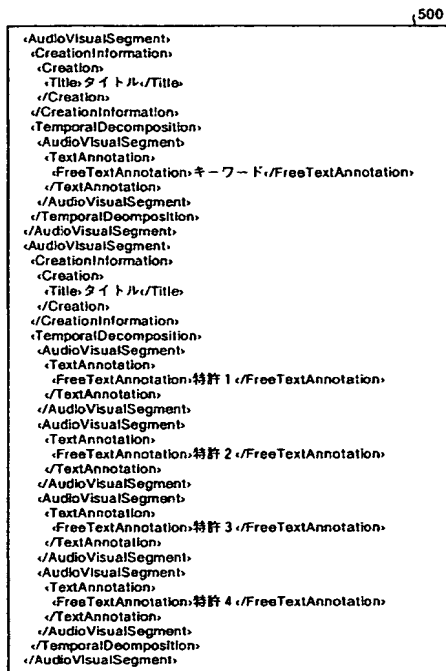 500
<AudioVisualSegment>
<CreationInformation>
<Creation>
<Title>タイトル</Title>
</Creation>
</CreationInformation>
<TemporalDecomposition>
<AudioVisualSegment>
<TextAnnotation>
<FreeTextAnnotation>キーワード</FreeTextAnnotation>
</TextAnnotation>
</AudioVisualSegment>
</TemporalDeomposition>
</AudioVisualSegment>
<AudioVisualSegment>
<CreationInformation>
<Creation>
<Title>タイトル</Title>
</Creation>
</CreationInformation>
<TemporalDecomposition>
<AudioVisualSegment>
<TextAnnotation>
<FreeTextAnnotation>特許1</FreeTextAnnotation>
</TextAnnotation>
</AudioVisualSegment>
<AudioVisualSegment>
<TextAnnotation>
<FreeTextAnnotation>特許2</FreeTextAnnotation>
</TextAnnotation>
</AudioVisualSegment>
<AudioVisualSegment>
<TextAnnotation>
<FreeTextAnnotation>特許3</FreeTextAnnotation>
</TextAnnotation>
</AudioVisualSegment>
<AudioVisualSegment>
<TextAnnotation>
<FreeTextAnnotation>特許4</FreeTextAnnotation>
</TextAnnotation>
</AudioVisualSegment>
</TemporalDeomposition>
</AudioVisualSegment>